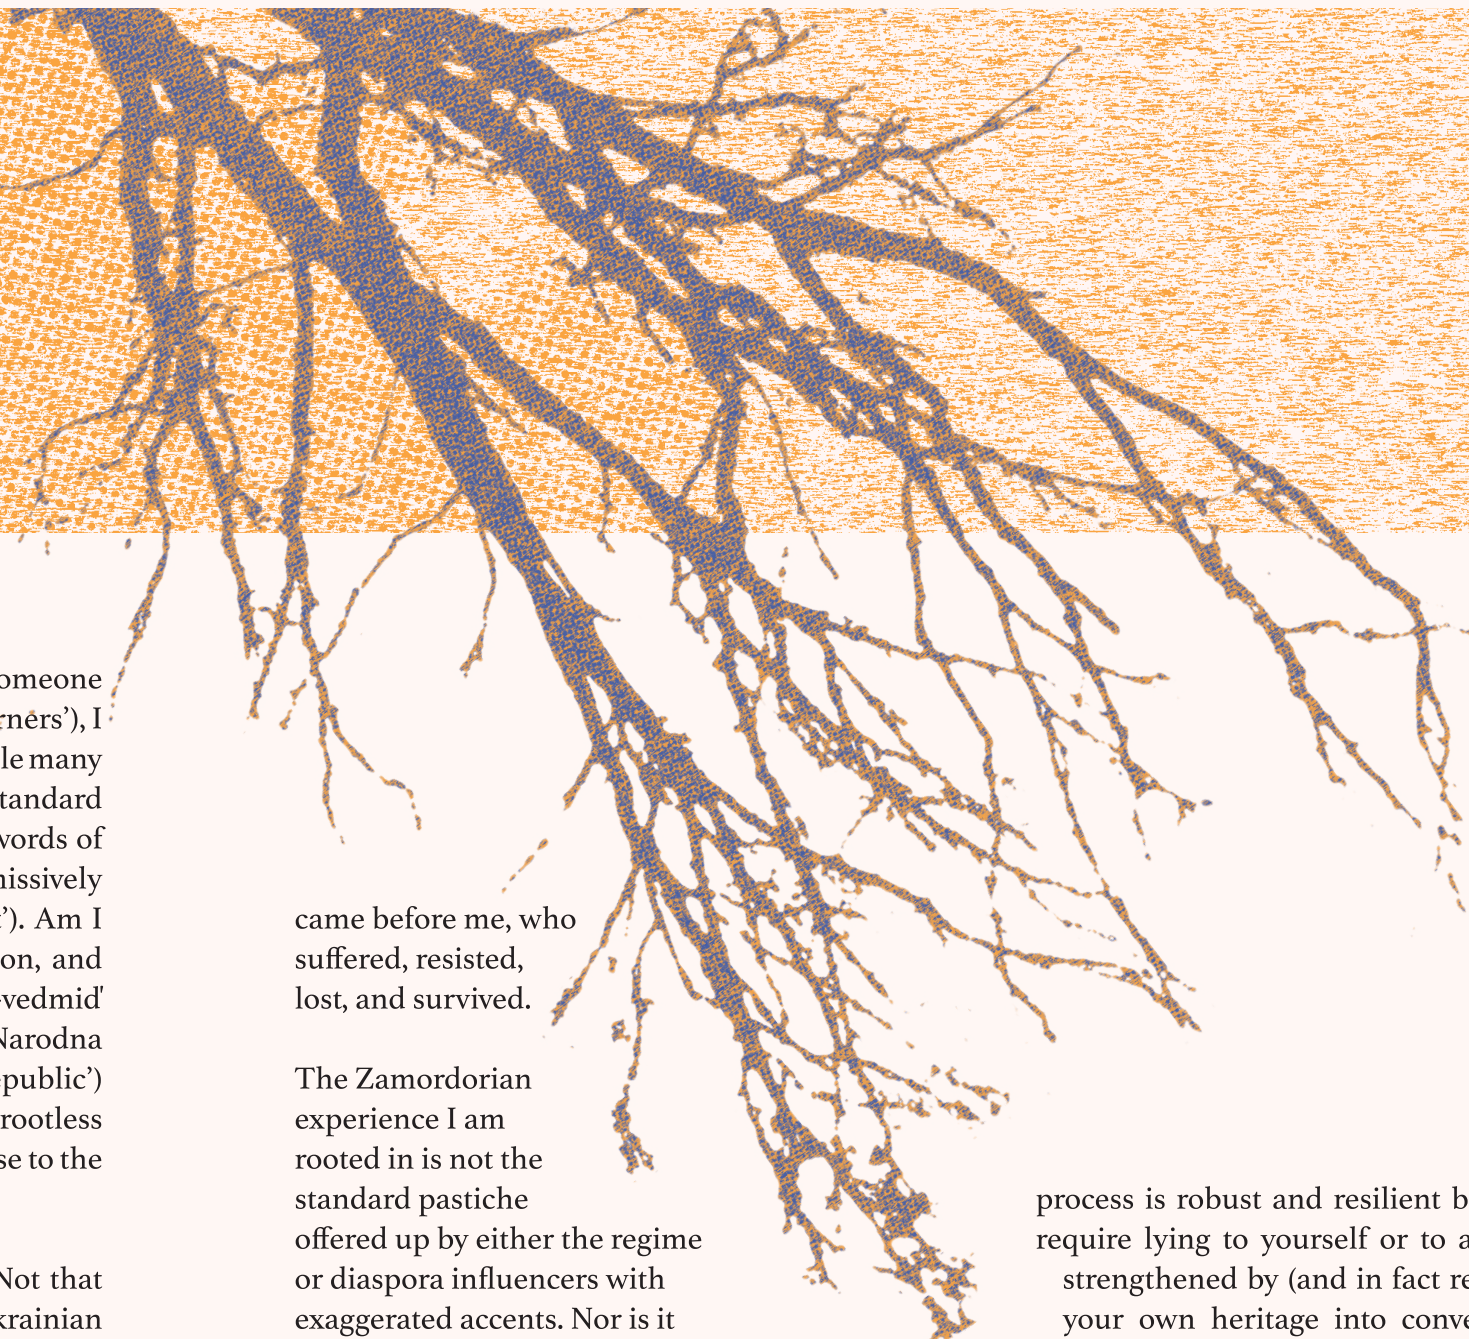 omeone
rners’), I
le many
tandard
words of
nissively
t’). Am I
on, and
-vedmid'
Narodna
epublic’)
rootless
se to the
Not that
krainian
came before me, who
suffered, resisted,
lost, and survived.
The Zamordorian
experience I am
rooted in is not the
standard pastiche
offered up by either the regime
or diaspora influencers with
exaggerated accents. Nor is it
process is robust and resilient b
require lying to yourself or to a
strengthened by (and in fact re
your own heritage into conve